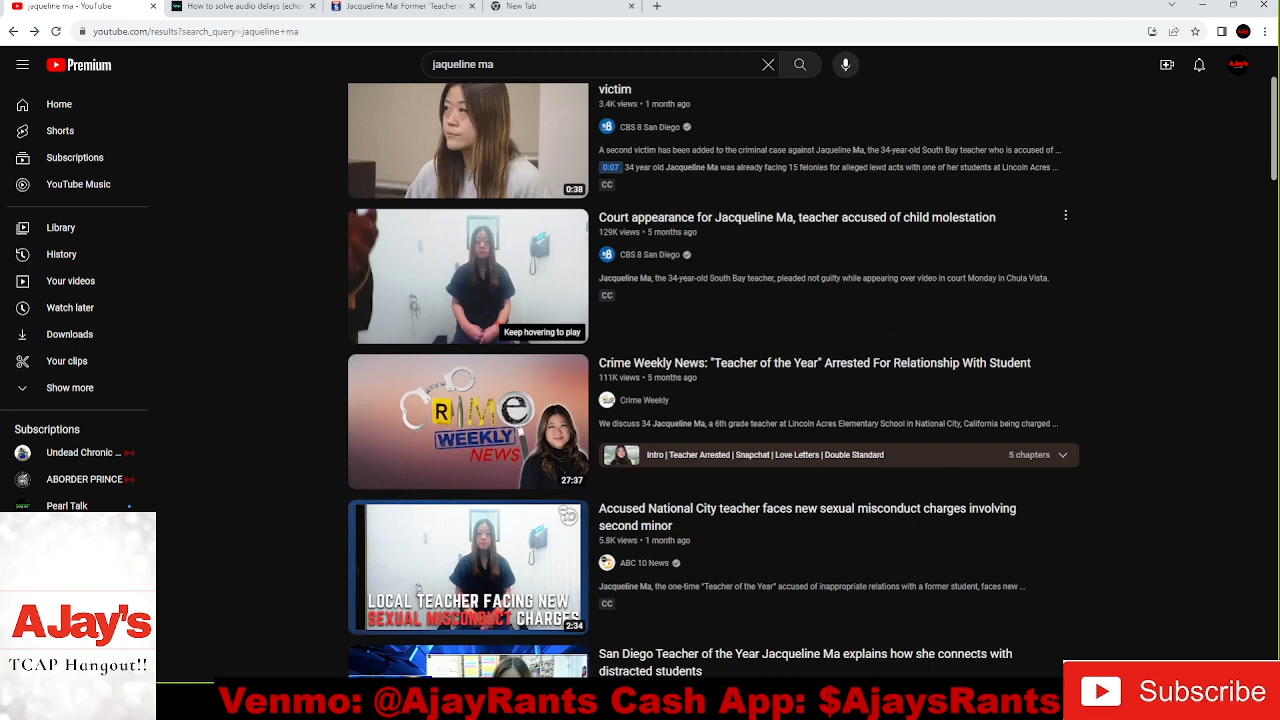 jaqueline ma - YouTube
How to solve audio delays (echoe
Jacqueline Ma: Former 'Teacher o
New Tab
youtube.com/results?search_query=jaqueline+ma
Premium
jaqueline ma
AJay's
Home
Shorts
Subscriptions
YouTube Music
Library
History
Your videos
Watch later
Downloads
Your clips
Show more
Subscriptions
Undead Chronic ...
ABORDER PRINCE
Pearl Talk
victim
3.4K views • 1 month ago
CBS 8 San Diego
A second victim has been added to the criminal case against Jaqueline Ma, the 34-year-old South Bay teacher who is accused of ...
0:07 34 year old Jacqueline Ma was already facing 15 felonies for alleged lewd acts with one of her students at Lincoln Acres ...
CC
0:38
Court appearance for Jacqueline Ma, teacher accused of child molestation
129K views • 5 months ago
CBS 8 San Diego
Jacqueline Ma, the 34-year-old South Bay teacher, pleaded not guilty while appearing over video in court Monday in Chula Vista.
CC
Keep hovering to play
Crime Weekly News: "Teacher of the Year" Arrested For Relationship With Student
111K views • 5 months ago
Crime Weekly
We discuss 34 Jacqueline Ma, a 6th grade teacher at Lincoln Acres Elementary School in National City, California being charged ...
Intro | Teacher Arrested | Snapchat | Love Letters | Double Standard
5 chapters
CRIME
WEEKLY
NEWS
27:37
Accused National City teacher faces new sexual misconduct charges involving
second minor
5.8K views • 1 month ago
ABC 10 News
Jacqueline Ma, the one-time "Teacher of the Year" accused of inappropriate relations with a former student, faces new ...
CC
10
LOCAL TEACHER FACING NEW
SEXUAL MISCONDUCT CHARGES
2:34
San Diego Teacher of the Year Jacqueline Ma explains how she connects with
distracted students
AJay's
TCAP Hangout!!
Venmo: @AjayRants Cash App: $AjaysRants
Subscribe